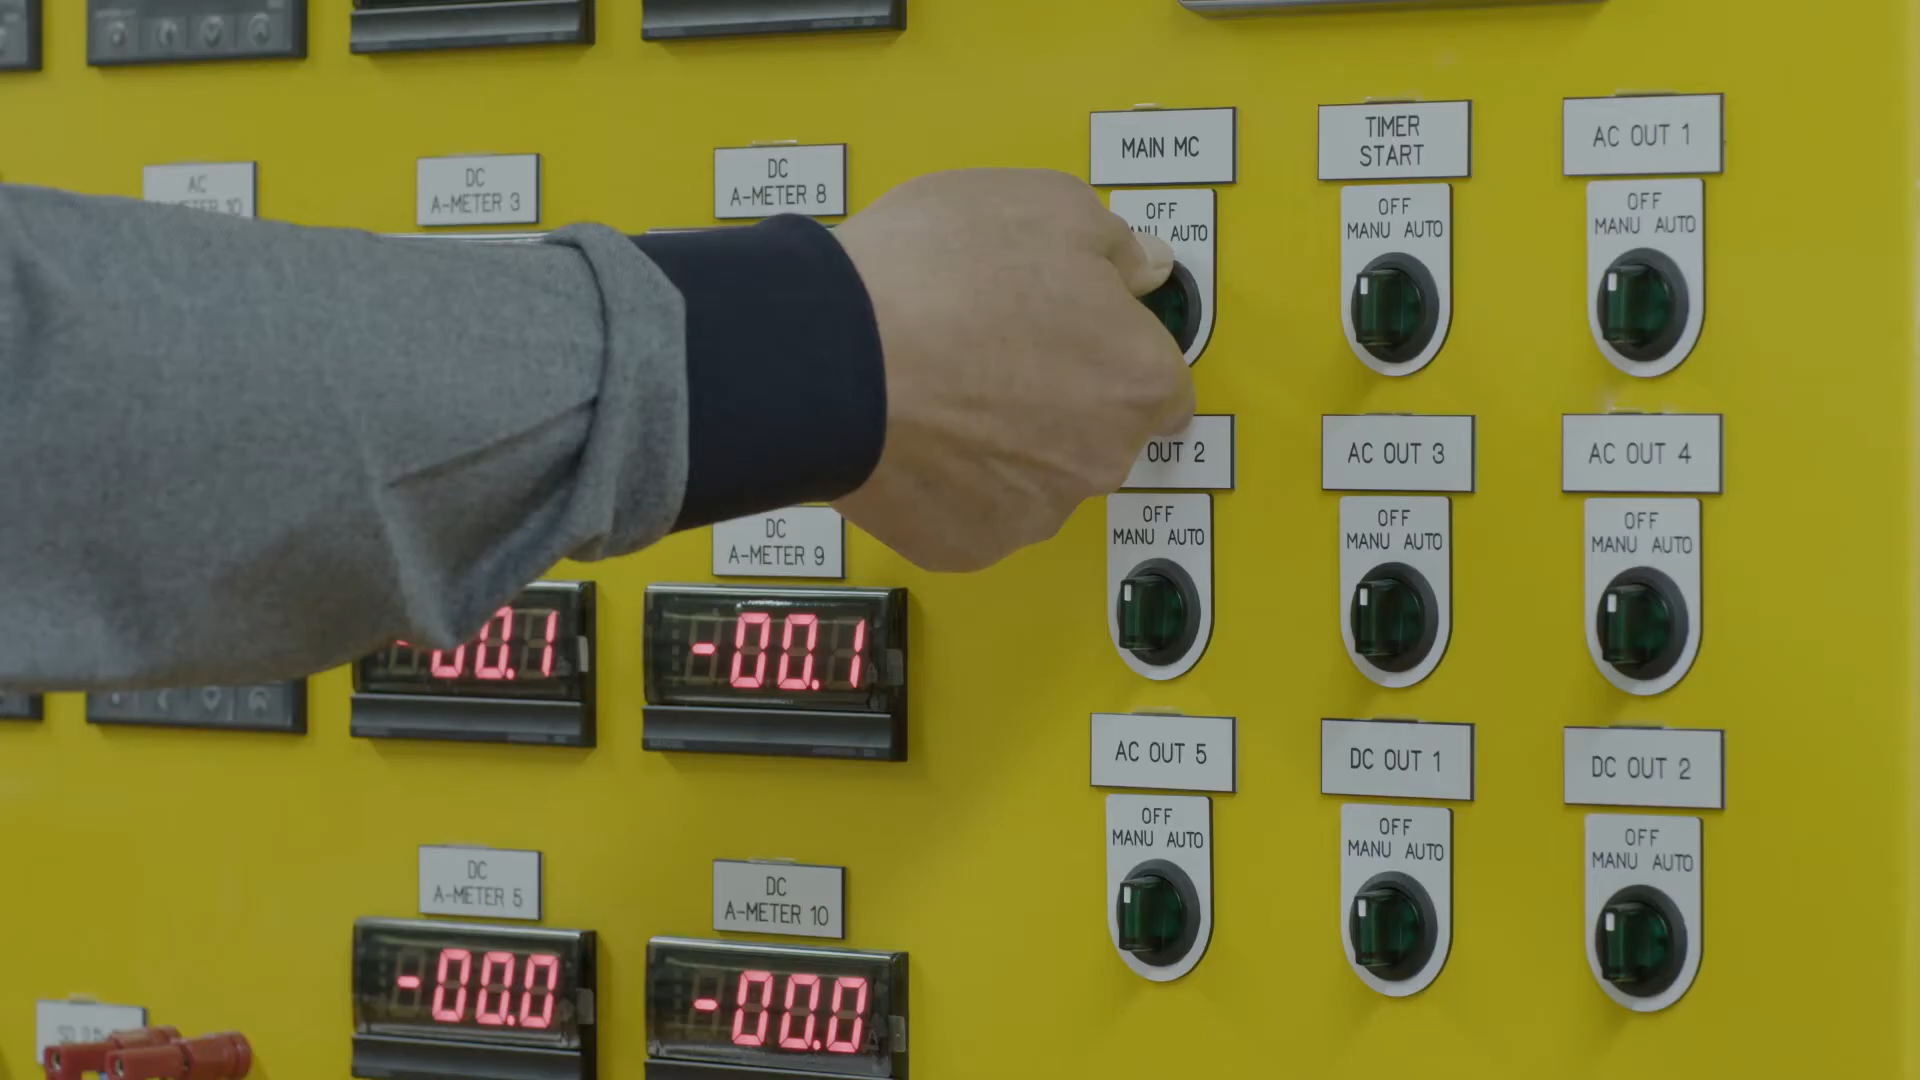 MAIN MC
TIMER
START
AC OUT 1
DC
A-METER 8
DC
A-METER 3
AC
OFF
AUTO
OFF
MANU AUTO
OFF
MANU AUTO
OUT 2
AC OUT 3
AC OUT 4
OFF
MANU AUTO
OFF
MANU AUTO
OFF
MANU AUTO
DC
A-METER 9
-00.1
AC OUT 5
DC OUT 1
DC OUT 2
OFF
MANU AUTO
OFF
MANU AUTO
OFF
MANU AUTO
DC
A-METER 5
DC
A-METER 10
-00.0
-00.0